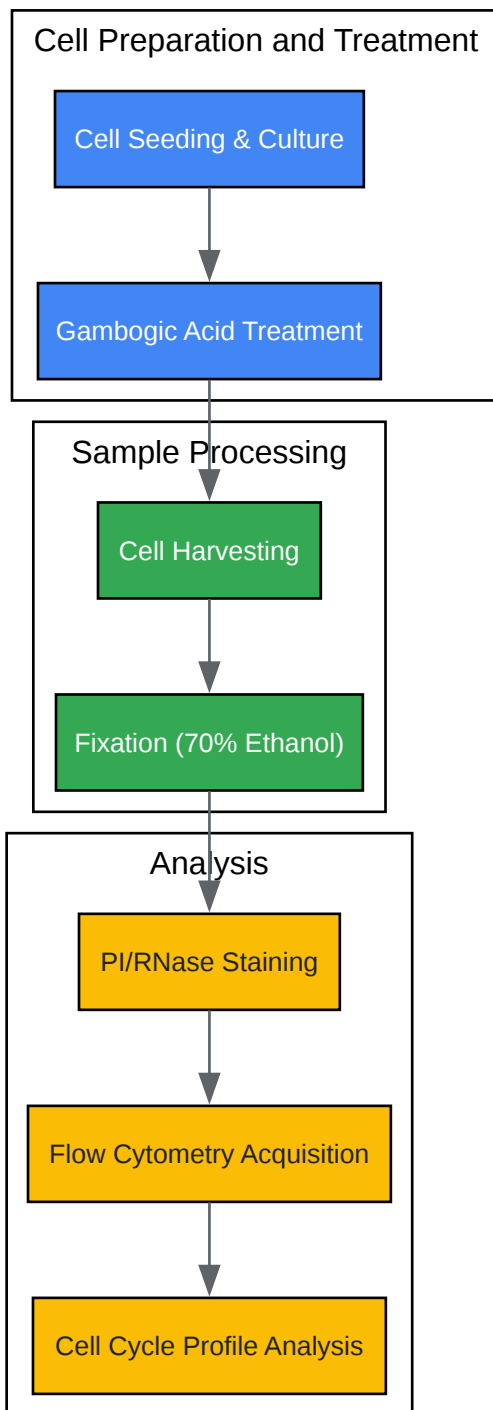 Cell Preparation and Treatment
Cell Seeding & Culture
Gambogic Acid Treatment
Sample Processing
Cell Harvesting
Fixation (70% Ethanol)
Analysis
PI/RNase Staining
Flow Cytometry Acquisition
Cell Cycle Profile Analysis